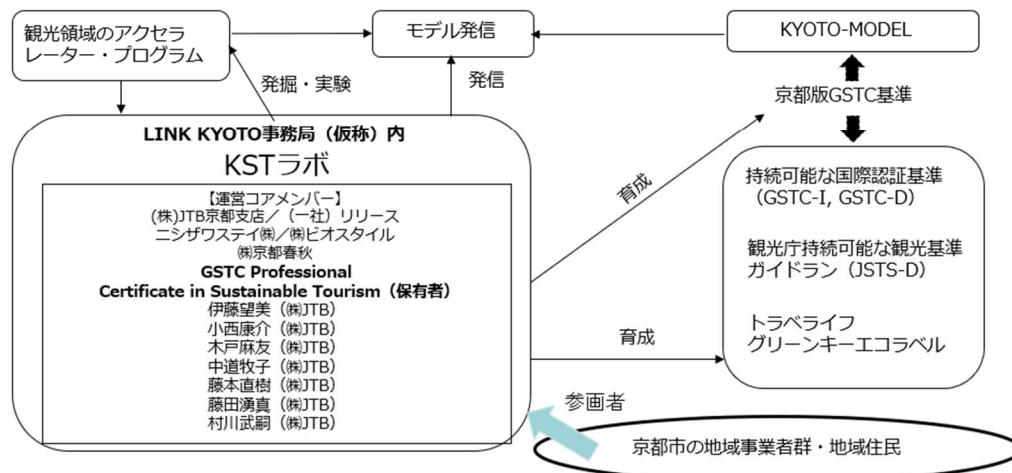 観光領域のアクセラ
レーター・プログラム
モデル発信
KYOTO-MODEL
発掘・実験
発信
京都版GSTC基準
LINK KYOTO事務局（仮称）内
KSTラボ
【運営コアメンバー】
(株)JTB京都支店／（一社）リリース
ニシザワステイ㈱／㈱ビオスタイル
㈱京都春秋
GSTC Professional
Certificate in Sustainable Tourism（保有者）
伊藤望美（㈱JTB）
小西康介（㈱JTB）
木戸麻友（㈱JTB）
中道牧子（㈱JTB）
藤本直樹（㈱JTB）
藤田湧真（㈱JTB）
村川武嗣（㈱JTB）
育成
育成
持続可能な国際認証基準
（GSTC-I, GSTC-D）
観光庁持続可能な観光基準
ガイドラン（JSTS-D）
トラベライフ
グリーンキーエコラベル
参画者
京都市の地域事業者群・地域住民